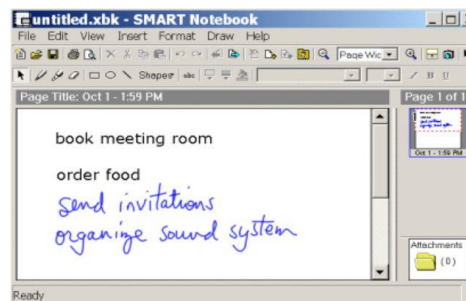 untitled.xbk - SMART Notebook
File Edit View Insert Format Draw Help
Page Wic
Shapes abc B U
Page Title: Oct 1 - 1:59 PM
Page 1 of 1
book meeting room
order food
send invitations
organize sound system
Oct 1 - 1:59 PM
Attachments
(0)
Ready